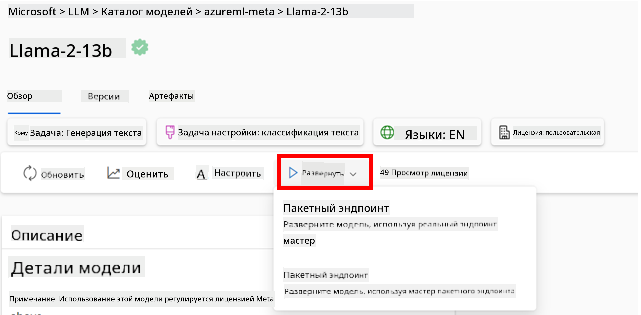 Microsoft > LLM > Каталог моделей > azureml-meta > Llama-2-13b
Llama-2-13b
Обзор
Версии
Артефакты
Задача: Генерация текста
Задача настройки: классификация текста
Языки: EN
Лицензия: пользовательская
Обновить
Оценить
Настроить
Развернуть
49 Просмотр лицензии
Пакетный эндпоинт
Разверните модель, используя реальный эндпоинт
мастер
Пакетный эндпоинт
Разверните модель, используя мастер пакетного эндпоинта
Описание
Детали модели
Примечание: Использование этой модели регулируется лицензией Meta